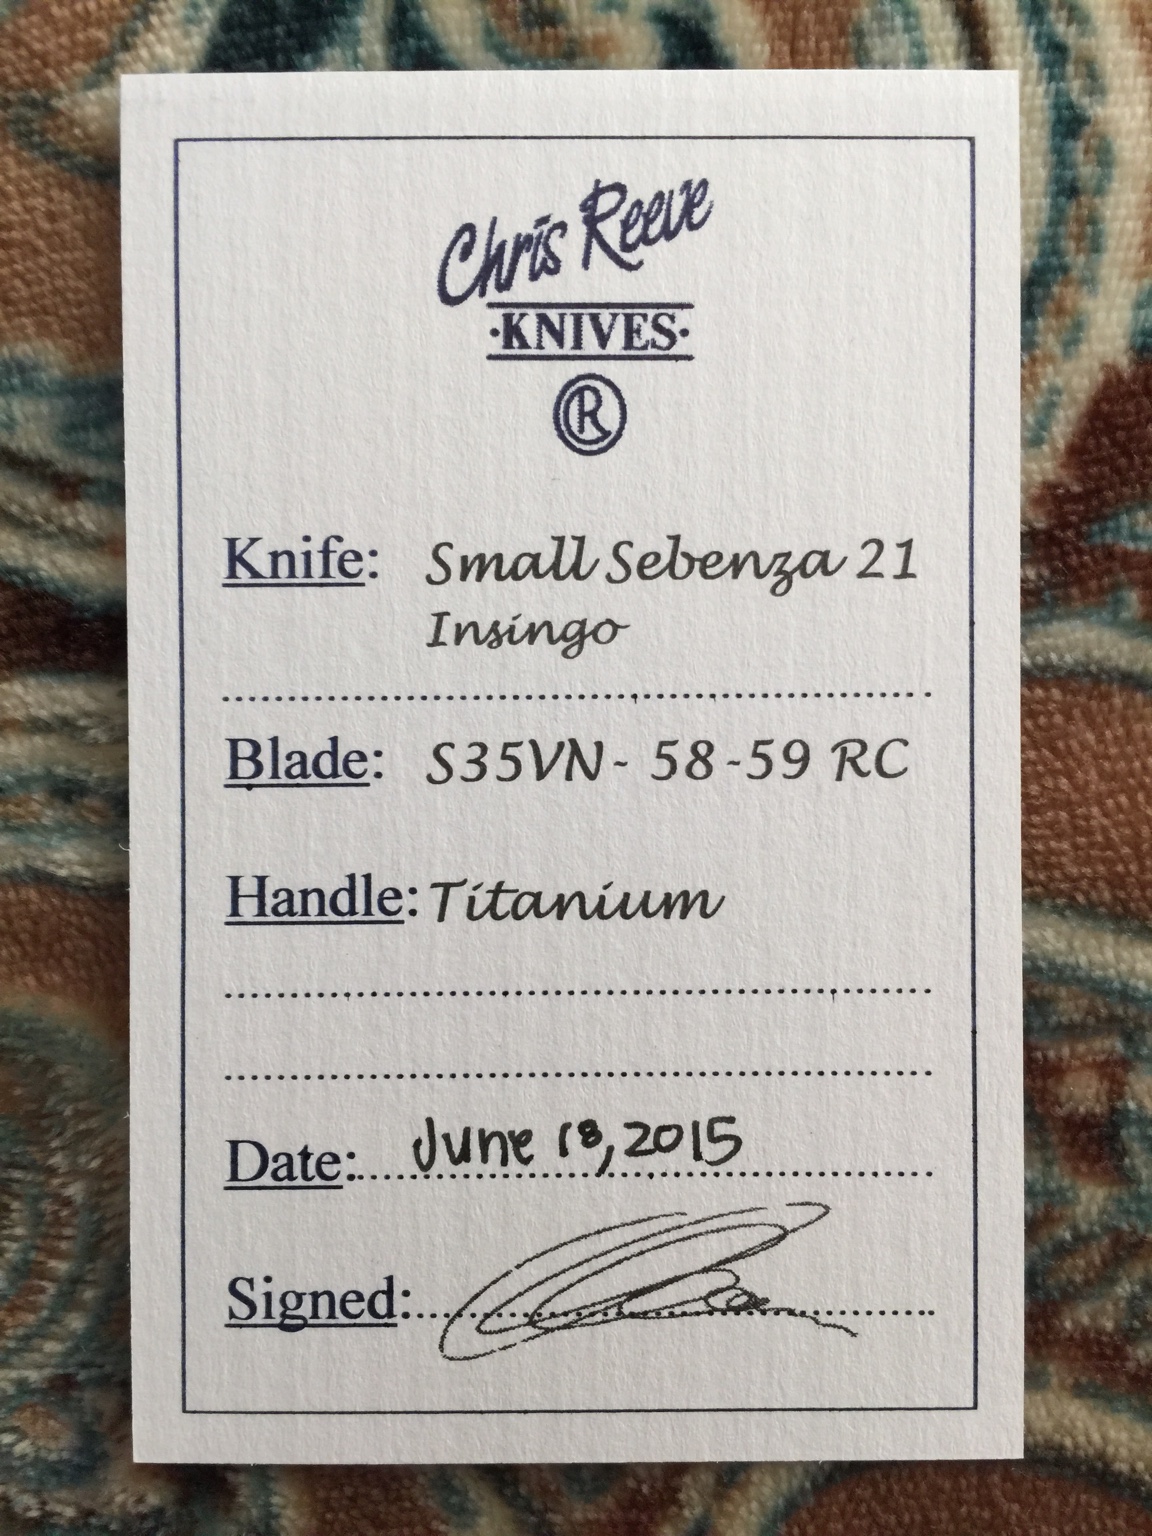 Chris Reeve
·KNIVES·
R
Knife: Small Sebenza 21
Insingo
Blade: S35VN- 58-59 RC
Handle: Titanium
Date: June 18, 2015
Signed: